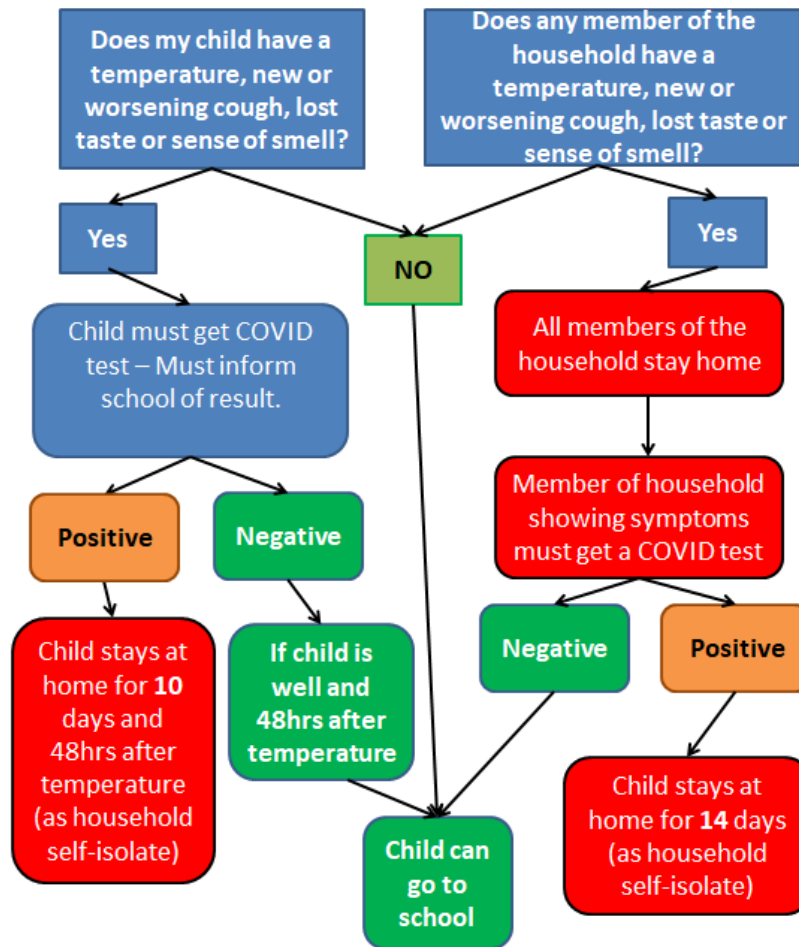 Does my child have a
temperature, new or
worsening cough, lost
taste or sense of smell?
Does any member of the
household have a
temperature, new or
worsening cough, lost taste or
sense of smell?
Yes
NO
Yes
Child must get COVID
test – Must inform
school of result.
All members of the
household stay home
Member of household
showing symptoms
must get a COVID test
Positive
Negative
Negative
Positive
Child stays at
home for 10
days and
48hrs after
temperature
(as household
self-isolate)
If child is
well and
48hrs after
temperature
Child can
go to
school
Child stays at
home for 14 days
(as household
self-isolate)